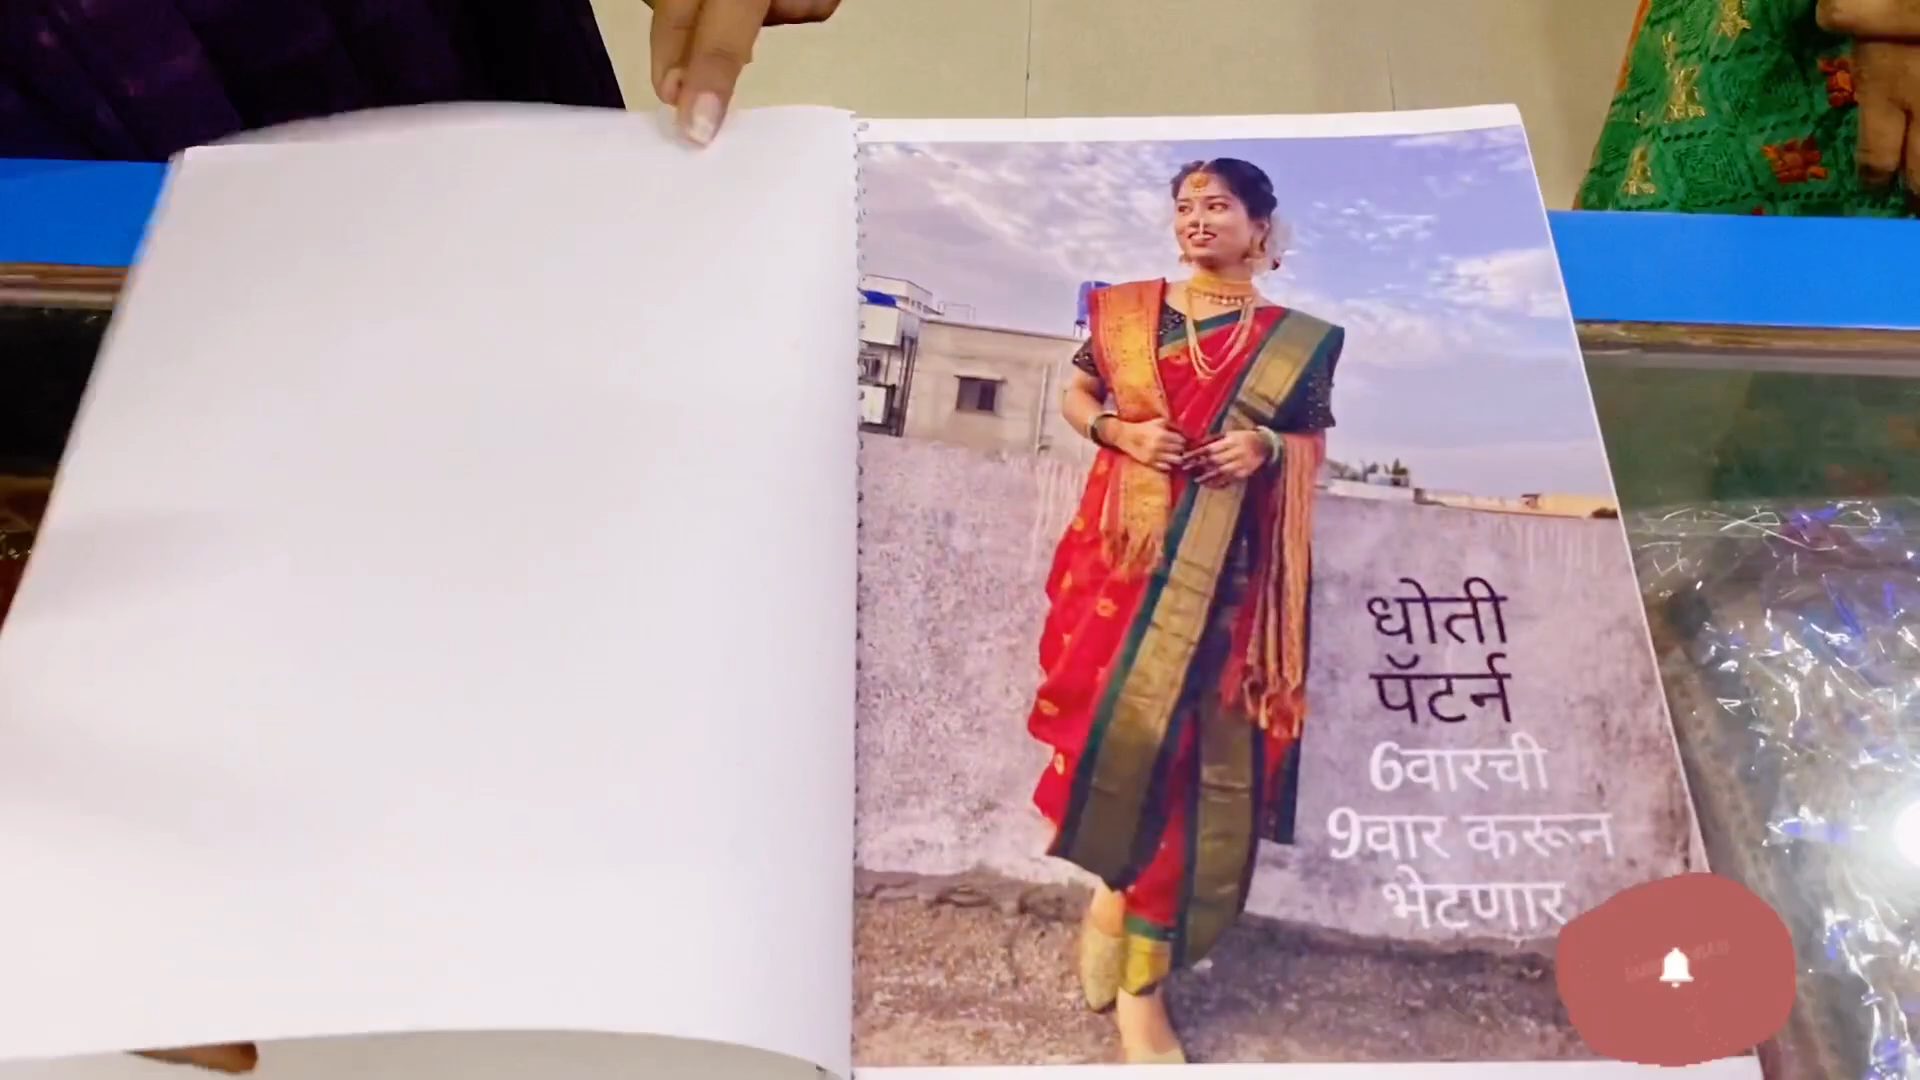 धोती
पॅटर्न
6वारची
9वार करून
भेटणार